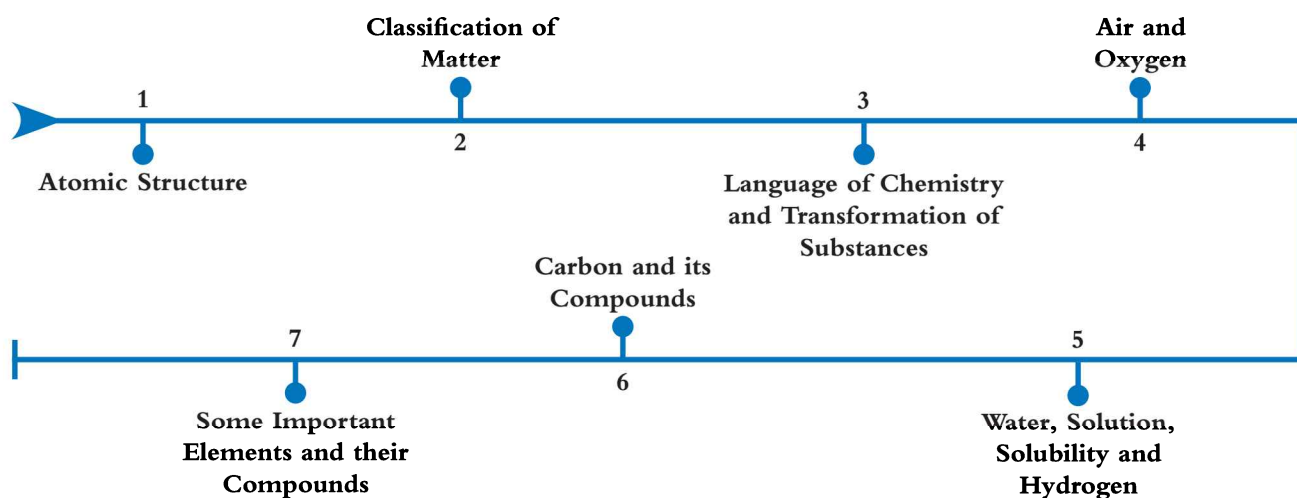 1
Atomic Structure
Classification of
Matter
2
3
Language of Chemistry
and Transformation of
Substances
Air and
Oxygen
4
5
Water, Solution,
Solubility and
Hydrogen
Carbon and its
Compounds
6
7
Some Important
Elements and their
Compounds